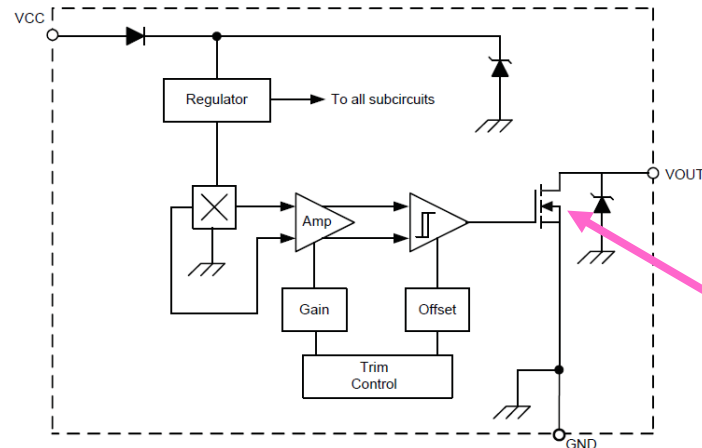 VCC
Regulator
To all subcircuits
VOUT
Amp
Gain
Offset
Trim
Control
GND